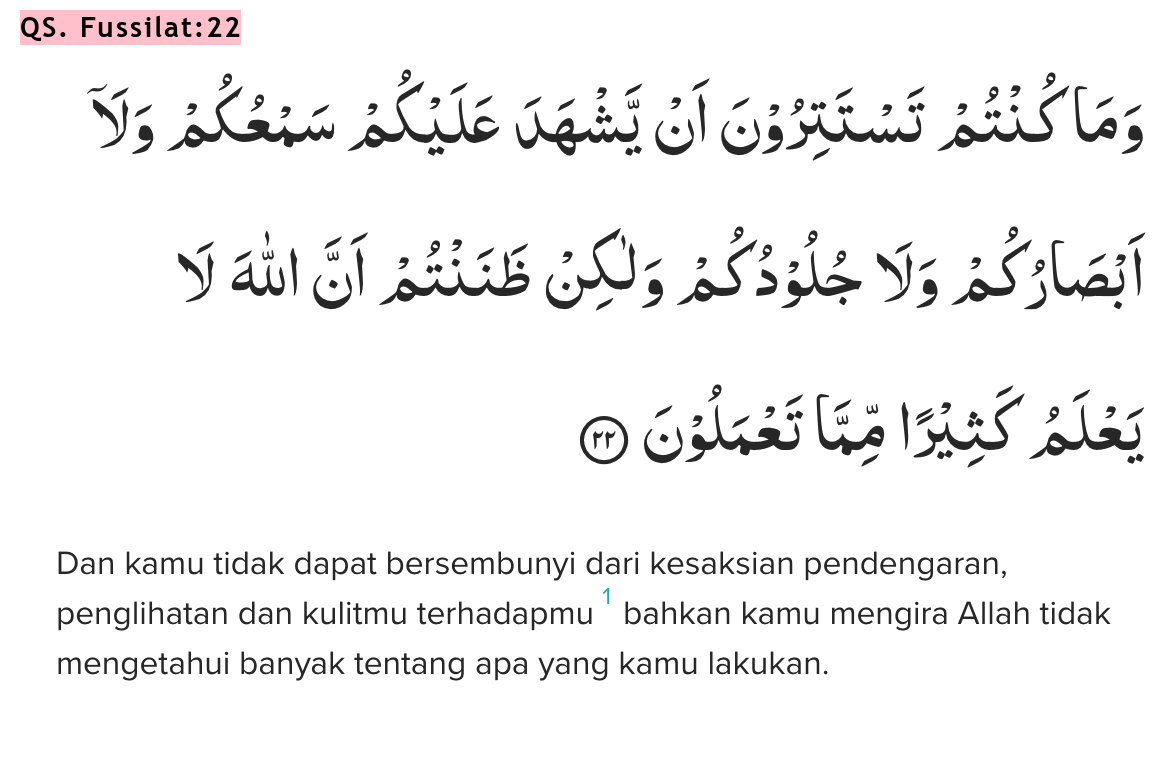 QS. Fussilat:22
وَمَا كُنْتُمْ تَسْتَتِرُوْنَ اَنْ يَّشْهَدَ عَلَيْكُمْ سَمْعُكُمْ وَلَآ
اَبْصَارُكُمْ وَلَا جُلُوْدُكُمْ وَلٰكِنْ ظَنَنْتُمْ اَنَّ اللّٰهَ لَا
يَعْلَمُ كَثِيْرًا مِّمَّا تَعْمَلُوْنَ ٢٢
Dan kamu tidak dapat bersembunyi dari kesaksian pendengaran,
penglihatan dan kulitmu terhadapmu 1 bahkan kamu mengira Allah tidak
mengetahui banyak tentang apa yang kamu lakukan.